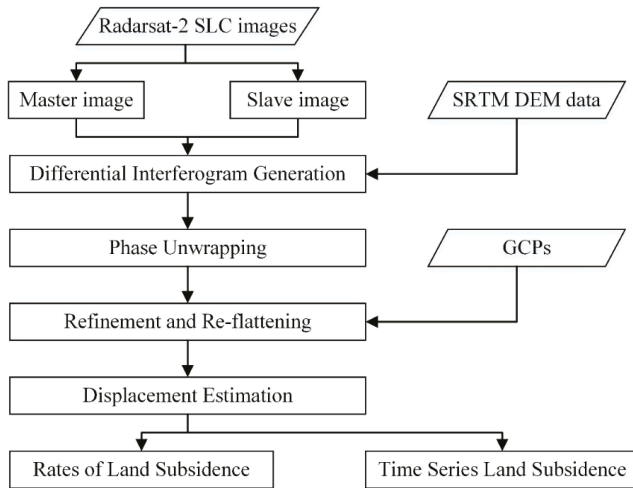 Radarsat-2 SLC images
Master image
Slave image
SRTM DEM data
Differential Interferogram Generation
Phase Unwrapping
GCPs
Refinement and Re-flattening
Displacement Estimation
Rates of Land Subsidence
Time Series Land Subsidence